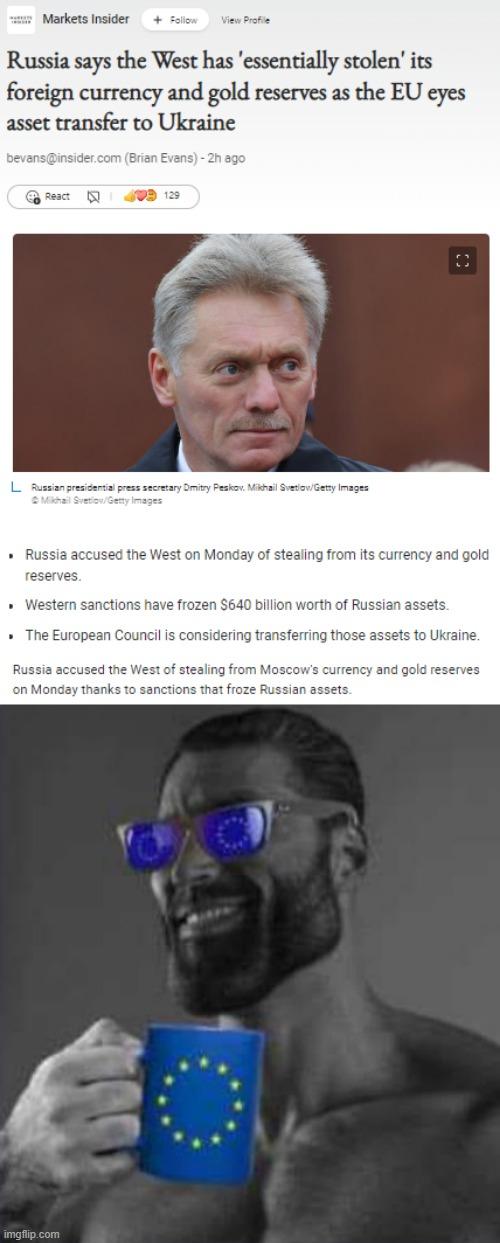 MARKETS
INSIDER
Markets Insider
+ Follow
View Profile
Russia says the West has 'essentially stolen' its
foreign currency and gold reserves as the EU eyes
asset transfer to Ukraine
bevans@insider.com (Brian Evans) - 2h ago
React
129
Russian presidential press secretary Dmitry Peskov. Mikhail Svetlov/Getty Images
© Mikhail Svetlov/Getty Images
• Russia accused the West on Monday of stealing from its currency and gold
reserves.
• Western sanctions have frozen $640 billion worth of Russian assets.
• The European Council is considering transferring those assets to Ukraine.
Russia accused the West of stealing from Moscow's currency and gold reserves
on Monday thanks to sanctions that froze Russian assets.
imgflip.com